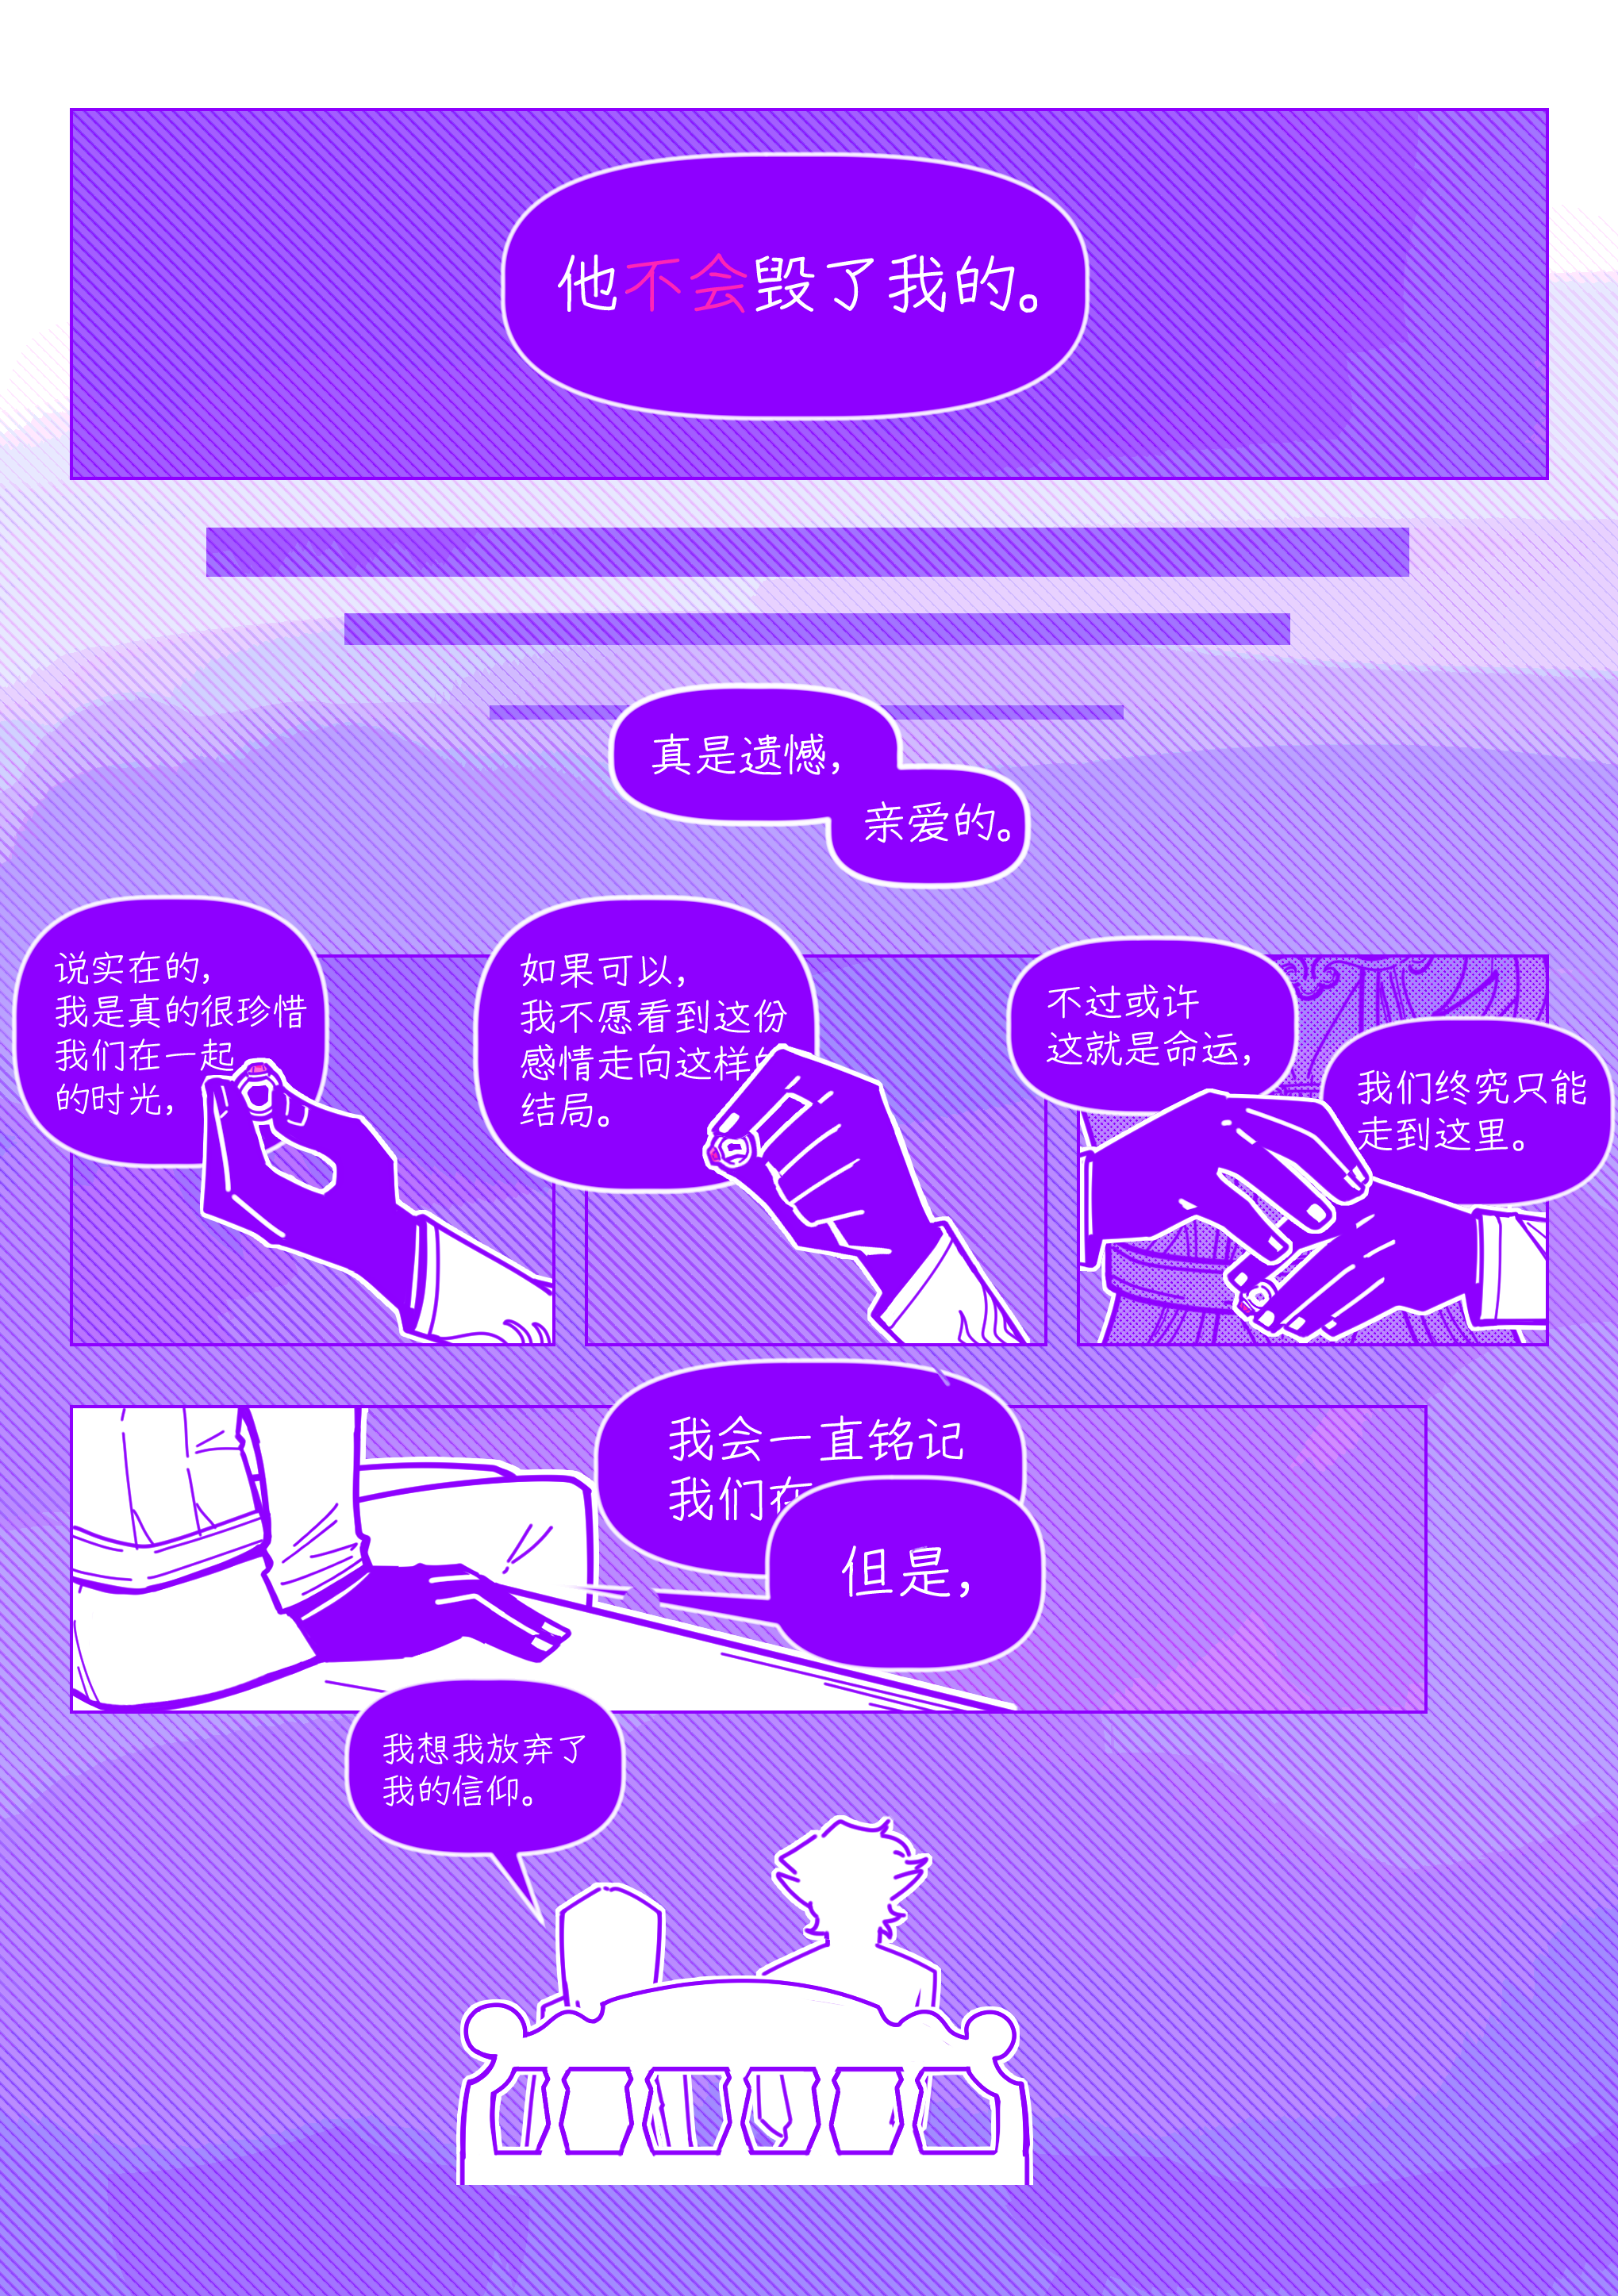 他不会毁了我的。
真是遗憾，
亲爱的。
说实在的，
我是真的很珍惜
我们在一起
的时光，
如果可以，
我不愿看到这份
感情走向这样的
结局。
不过或许
这就是命运，
我们终究只能
走到这里。
我会一直铭记
我们在
但是，
我想我放弃了
我的信仰。